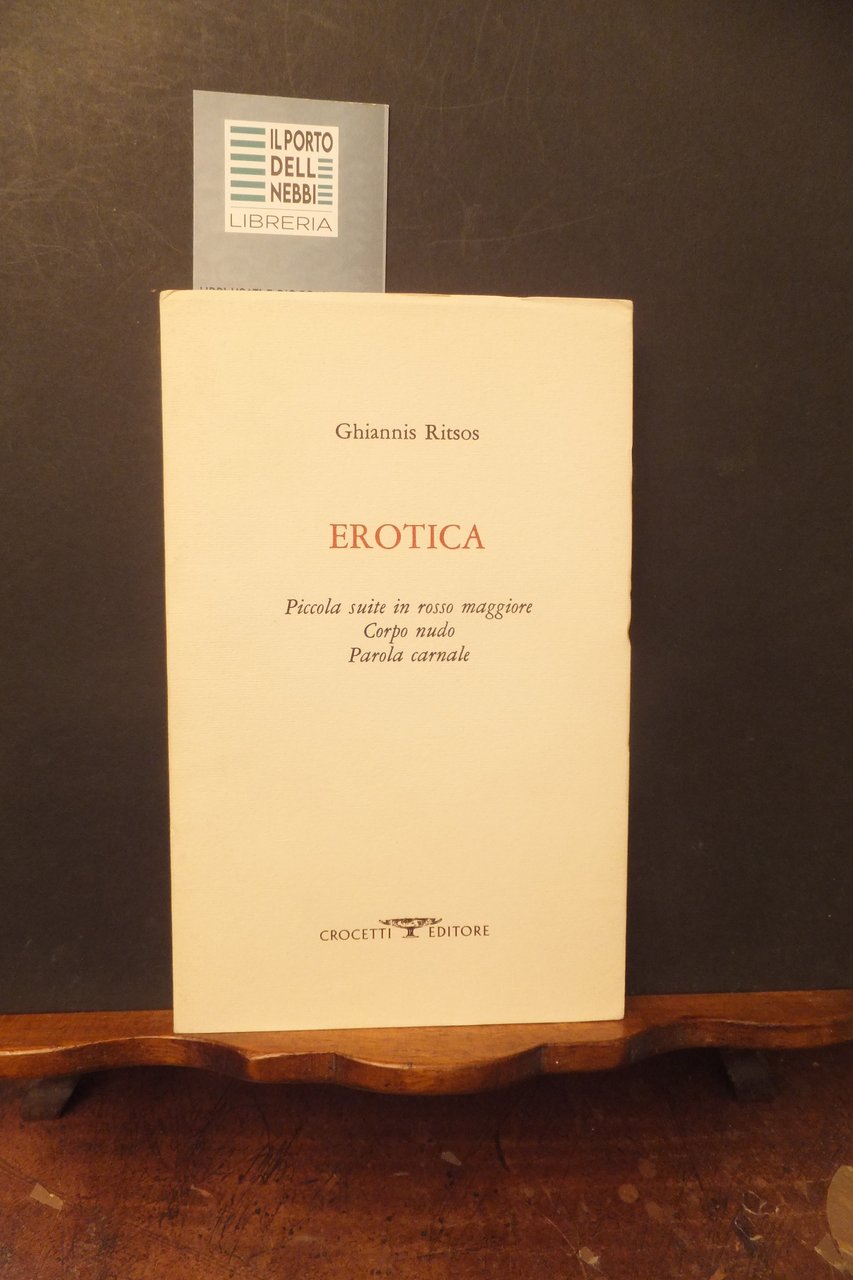 IL PORTO
DELL
NEBBI
LIBRERIA
Ghiannis Ritsos
EROTICA
Piccola suite in rosso maggiore
Corpo nudo
Parola carnale
CROCETTI EDITORE